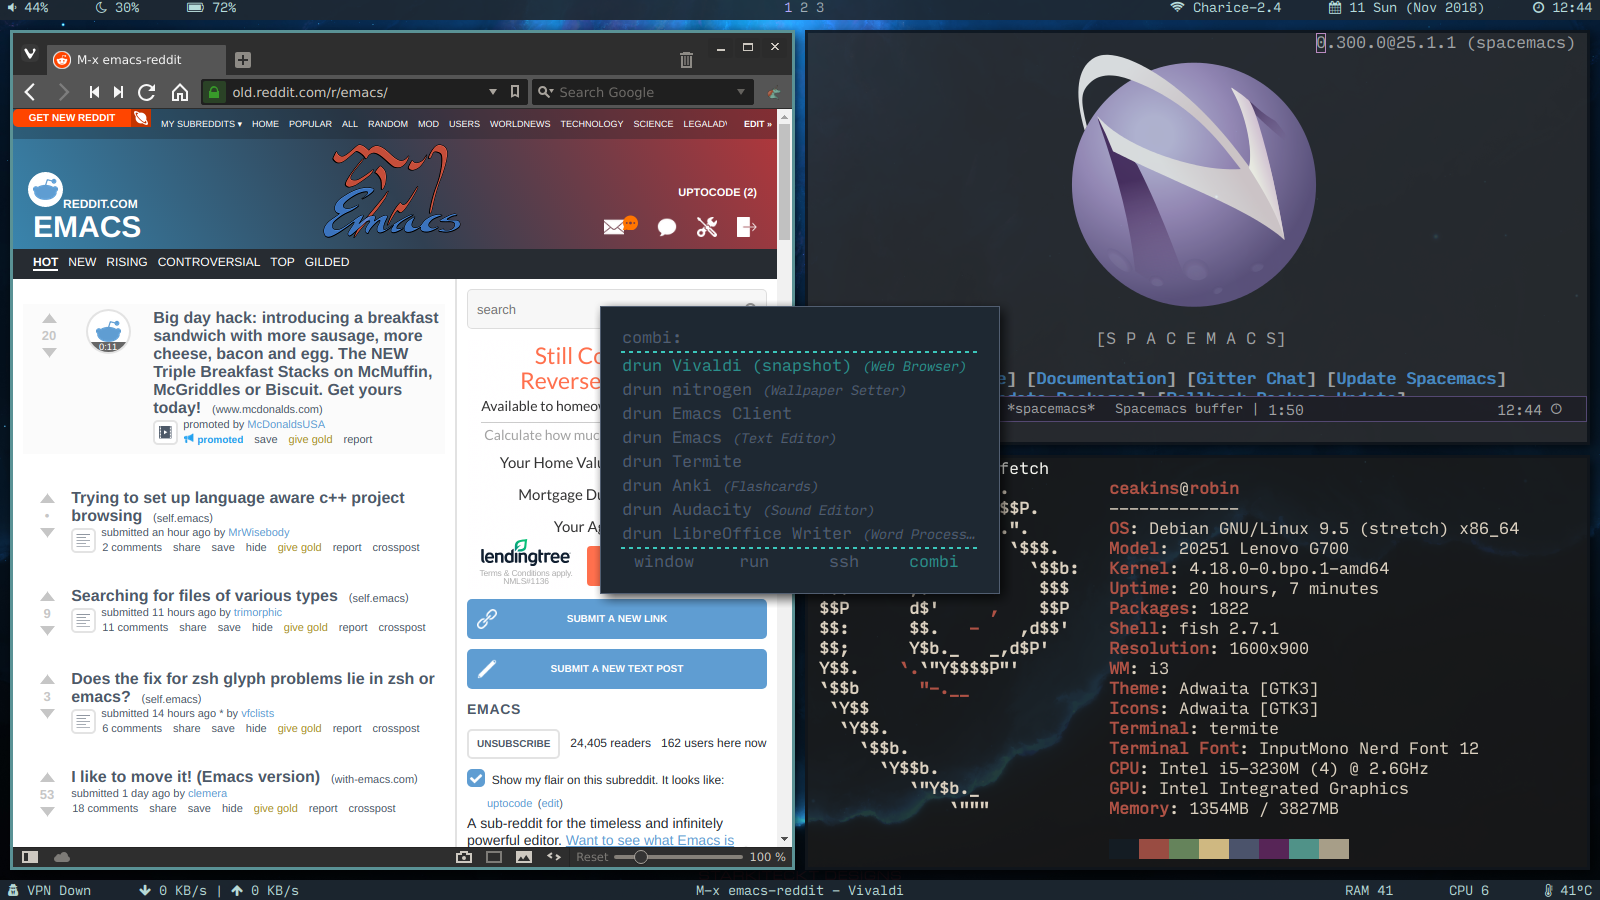 44% 30% 72% 1 2 3 Charice-2.4 11 Sun (Nov 2018) 12:44
M-x emacs-reddit
old.reddit.com/r/emacs/ Search Google
GET NEW REDDIT MY SUBREDDITS ▾ HOME POPULAR ALL RANDOM MOD USERS WORLDNEWS TECHNOLOGY SCIENCE LEGALADV EDIT »
REDDIT.COM
EMACS
Emacs
UPTOCODE (2)
HOT NEW RISING CONTROVERSIAL TOP GILDED
20
0:11
Big day hack: introducing a breakfast
sandwich with more sausage, more
cheese, bacon and egg. The NEW
Triple Breakfast Stacks on McMuffin,
McGriddles or Biscuit. Get yours
today! (www.mcdonalds.com)
promoted by McDonaldsUSA
promoted save give gold report
•
Trying to set up language aware c++ project
browsing (self.emacs)
submitted an hour ago by MrWisebody
2 comments share save hide give gold report crosspost
9
Searching for files of various types (self.emacs)
submitted 11 hours ago by trimorphic
11 comments share save hide give gold report crosspost
3
Does the fix for zsh glyph problems lie in zsh or
emacs? (self.emacs)
submitted 14 hours ago * by vfclists
6 comments share save hide give gold report crosspost
53
I like to move it! (Emacs version) (with-emacs.com)
submitted 1 day ago by clemera
18 comments share save hide give gold report crosspost
search
Still Co
Reverse
Available to homeow
Calculate how muc
Your Home Valu
Mortgage Du
Your Ag
lendingtree
Terms & Conditions apply.
NMLS#1136
SUBMIT A NEW LINK
SUBMIT A NEW TEXT POST
EMACS
UNSUBSCRIBE 24,405 readers 162 users here now
Show my flair on this subreddit. It looks like:
uptocode (edit)
A sub-reddit for the timeless and infinitely
powerful editor. Want to see what Emacs is
Reset 100 %
combi:
drun Vivaldi (snapshot) (Web Browser)
drun nitrogen (Wallpaper Setter)
drun Emacs Client
drun Emacs (Text Editor)
drun Termite
drun Anki (Flashcards)
drun Audacity (Sound Editor)
drun LibreOffice Writer (Word Process…
window run ssh combi
0.300.0@25.1.1 (spacemacs)
[S P A C E M A C S]
e] [Documentation] [Gitter Chat] [Update Spacemacs]
date Packages] [Rollback Package Update]
*spacemacs* Spacemacs buffer | 1:50 12:44
fetch
ceakins@robin
-------------
OS: Debian GNU/Linux 9.5 (stretch) x86_64
Model: 20251 Lenovo G700
Kernel: 4.18.0-0.bpo.1-amd64
Uptime: 20 hours, 7 minutes
Packages: 1822
Shell: fish 2.7.1
Resolution: 1600x900
WM: i3
Theme: Adwaita [GTK3]
Icons: Adwaita [GTK3]
Terminal: termite
Terminal Font: InputMono Nerd Font 12
CPU: Intel i5-3230M (4) @ 2.6GHz
GPU: Intel Integrated Graphics
Memory: 1354MB / 3827MB
VPN Down 0 KB/s | 0 KB/s M-x emacs-reddit - Vivaldi RAM 41 CPU 6 41°C